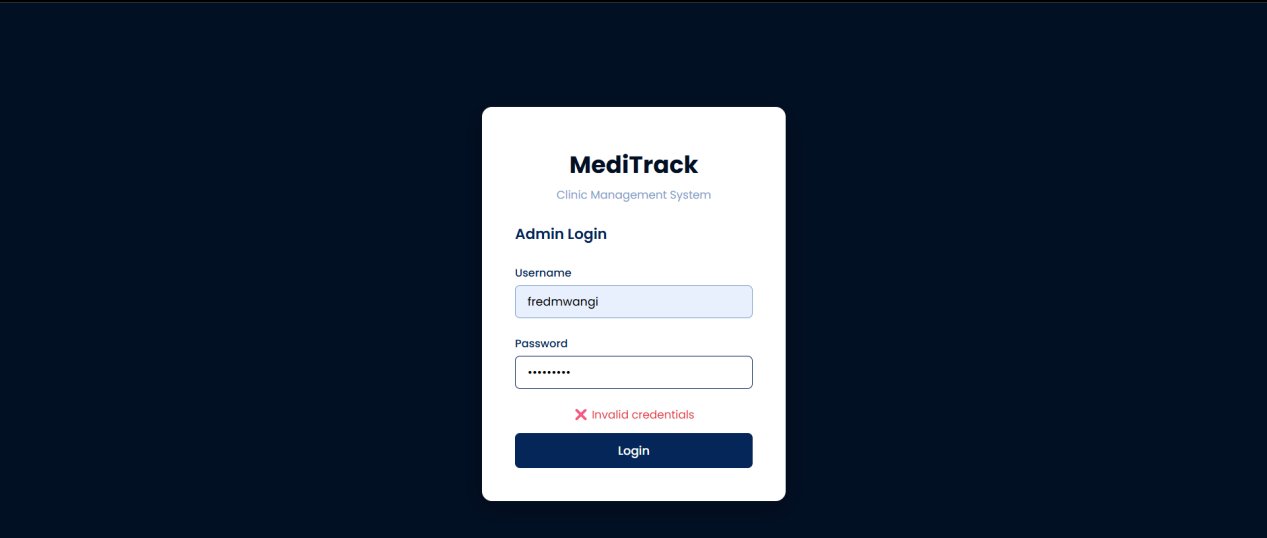 MediTrack
Clinic Management System
Admin Login
Username
fredmwangi
Password
•••••••••
❌ Invalid credentials
Login